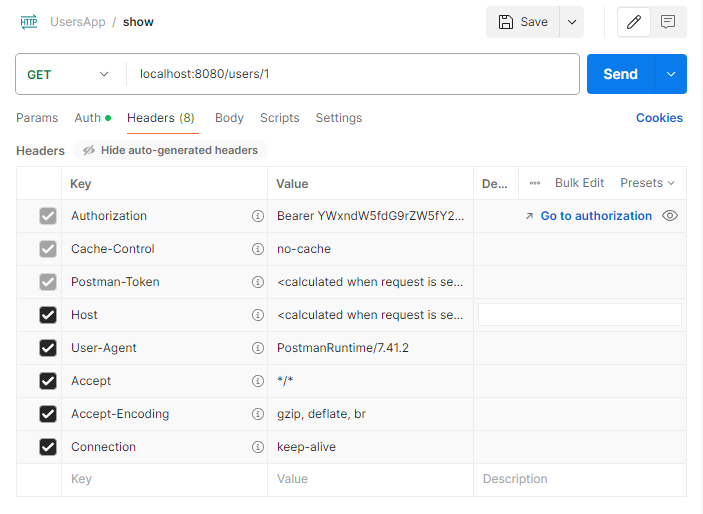 HTTP UsersApp / show Save
GET localhost:8080/users/1 Send
Params Auth Headers (8) Body Scripts Settings Cookies
Headers Hide auto-generated headers
Key Value De... ••• Bulk Edit Presets
Authorization Bearer YWxndW5fdG9rZW5fY2... Go to authorization
Cache-Control no-cache
Postman-Token <calculated when request is se...
Host <calculated when request is se...
User-Agent PostmanRuntime/7.41.2
Accept */*
Accept-Encoding gzip, deflate, br
Connection keep-alive
Key Value Description